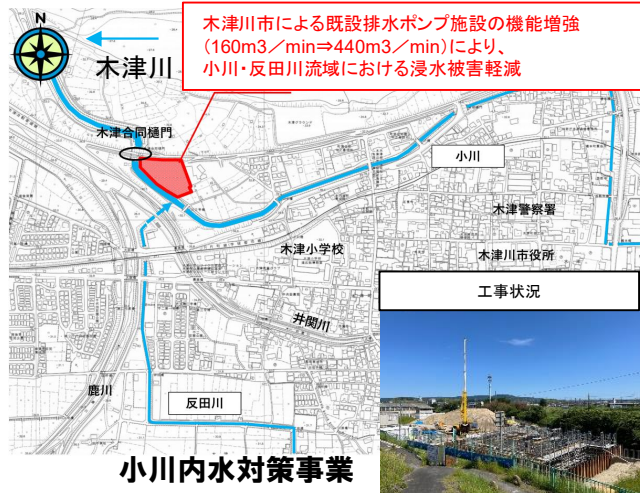 木津川市による既設排水ポンプ施設の機能増強
(160m3／min⇒440m3／min)により、
小川・反田川流域における浸水被害軽減
N
木津川
木津合同樋門
小川
木津警察署
木津小学校
木津川市役所
工事状況
井関川
鹿川
反田川
小川内水対策事業